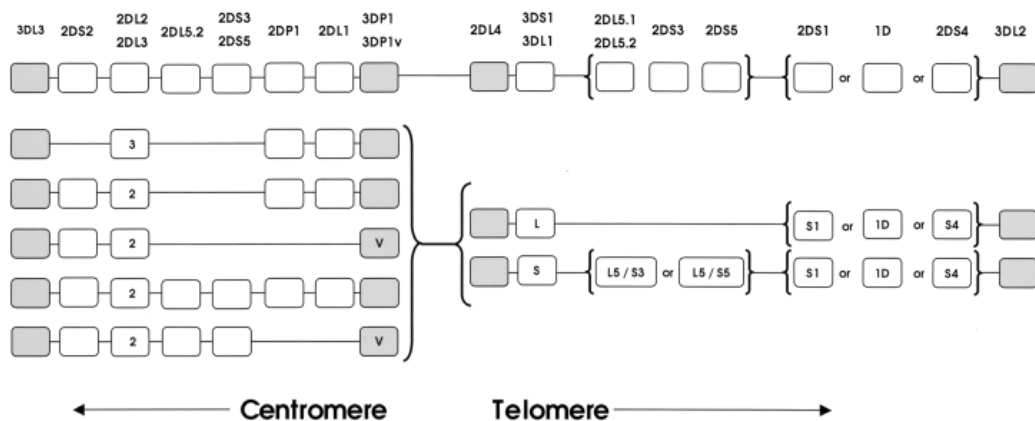 3DL3 2DS2 2DL2 2DL5.2 2DS3 2DP1 2DL1 3DP1 2DL4 3DS1 2DL5.1 2DS3 2DS5 2DS1 1D 2DS4 3DL2
2DL3 2DS5 3DP1v 3DL1 2DL5.2
or or
3
2
L S1 or 1D or S4
2 V
S L5 / S3 or L5 / S5 S1 or 1D or S4
2
2 V
Centromere Telomere